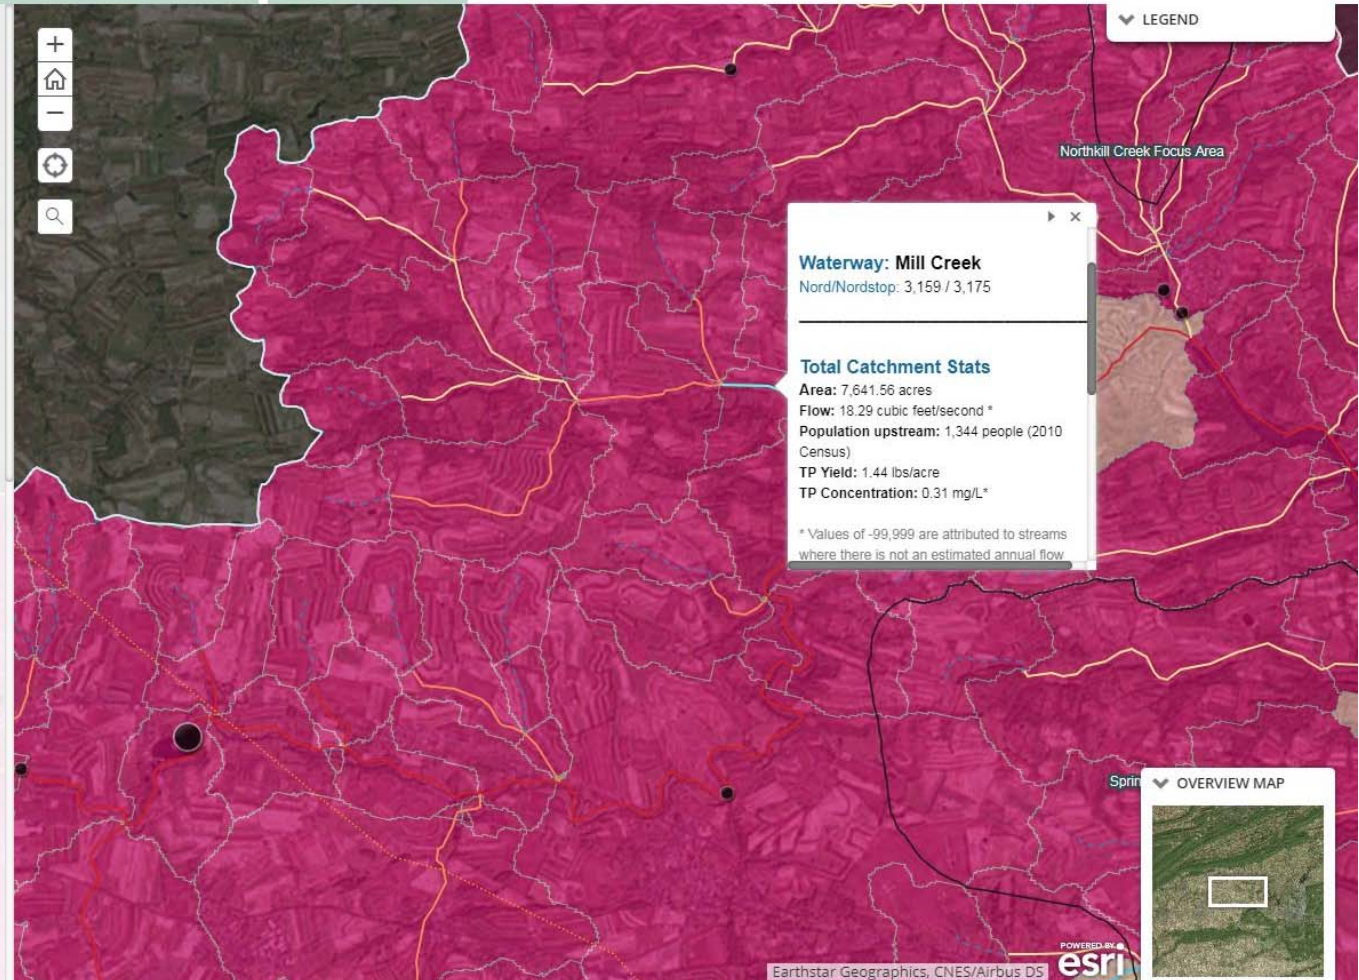 LEGEND
Northkill Creek Focus Area
Waterway: Mill Creek
Nord/Nordstop: 3,159 / 3,175
Total Catchment Stats
Area: 7,641.56 acres
Flow: 18.29 cubic feet/second *
Population upstream: 1,344 people (2010
Census)
TP Yield: 1.44 lbs/acre
TP Concentration: 0.31 mg/L*
* Values of -99,999 are attributed to streams
where there is not an estimated annual flow
Sprin
OVERVIEW MAP
POWERED BY
esri
Earthstar Geographics, CNES/Airbus DS